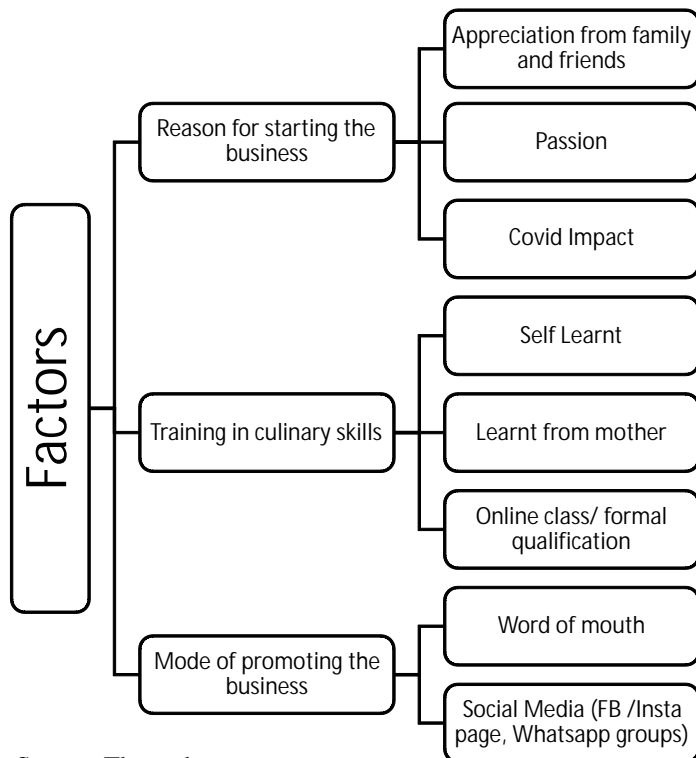 Factors
Reason for starting the
business
Appreciation from family
and friends
Passion
Covid Impact
Training in culinary skills
Self Learnt
Learnt from mother
Online class/ formal
qualification
Mode of promoting the
business
Word of mouth
Social Media (FB /Insta
page, Whatsapp groups)